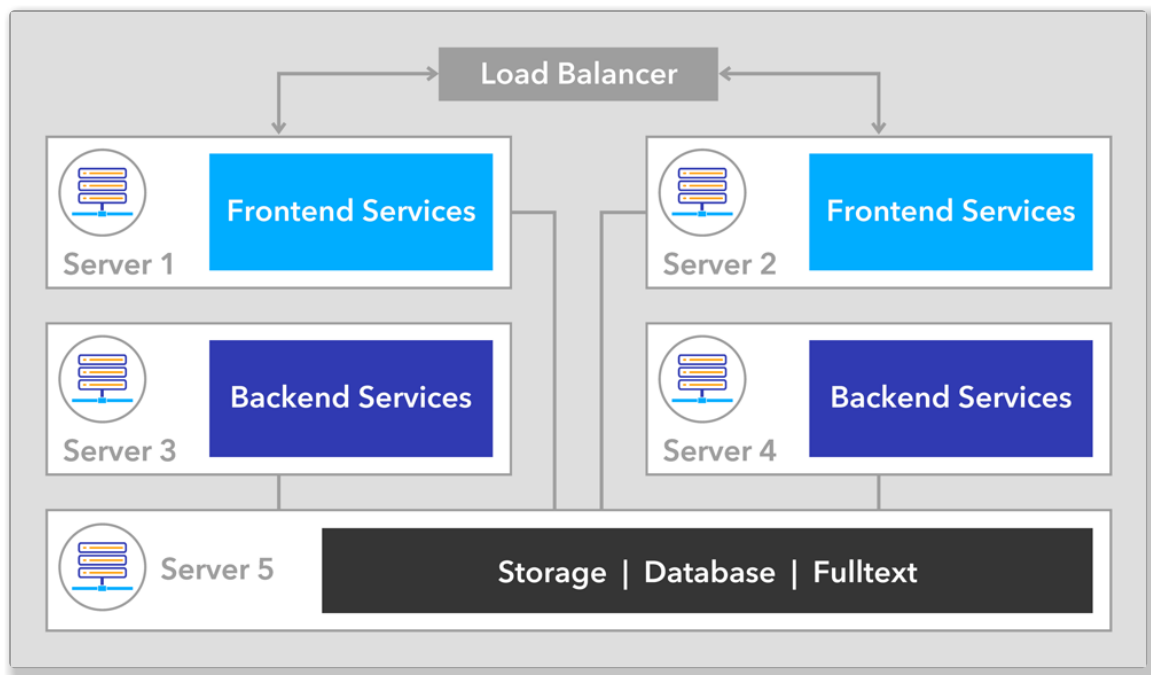 Load Balancer
Frontend Services
Server 1
Frontend Services
Server 2
Backend Services
Server 3
Backend Services
Server 4
Server 5
Storage | Database | Fulltext